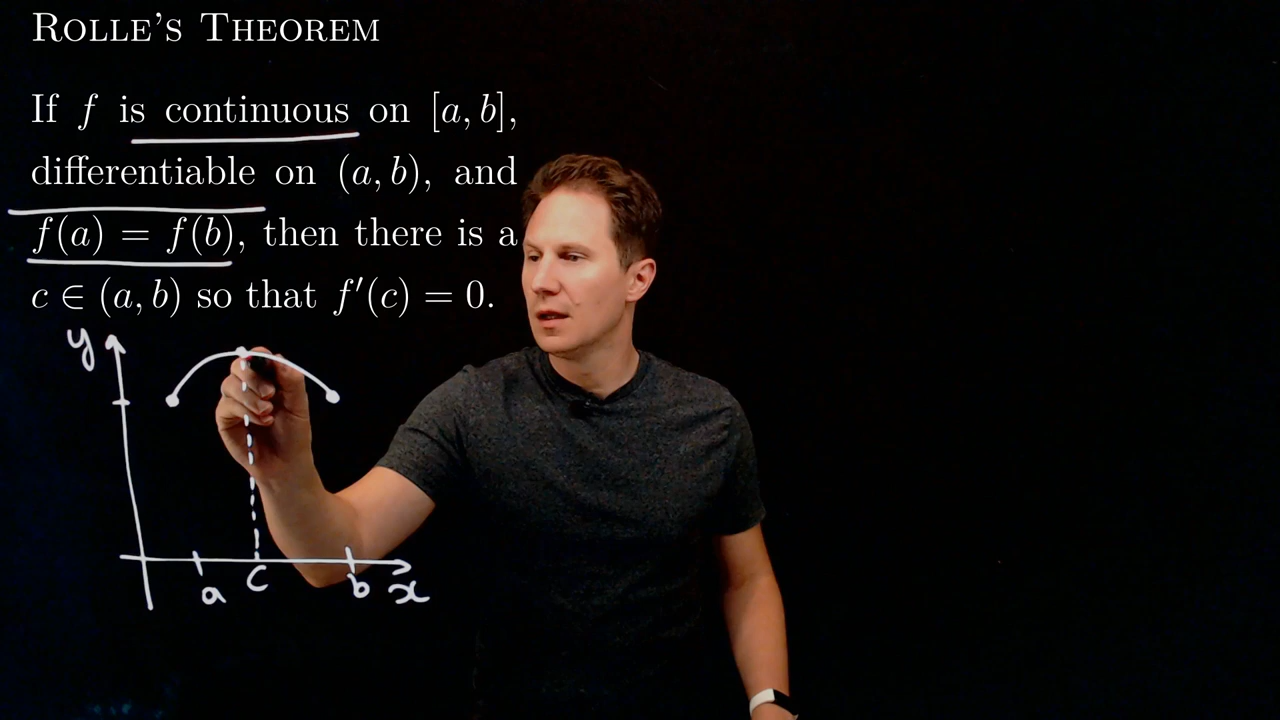 ROLLE'S THEOREM
If f is continuous on [a, b],
differentiable on (a, b), and
f(a) = f(b), then there is a
c ∈ (a, b) so that f′(c) = 0.
y
a c b x